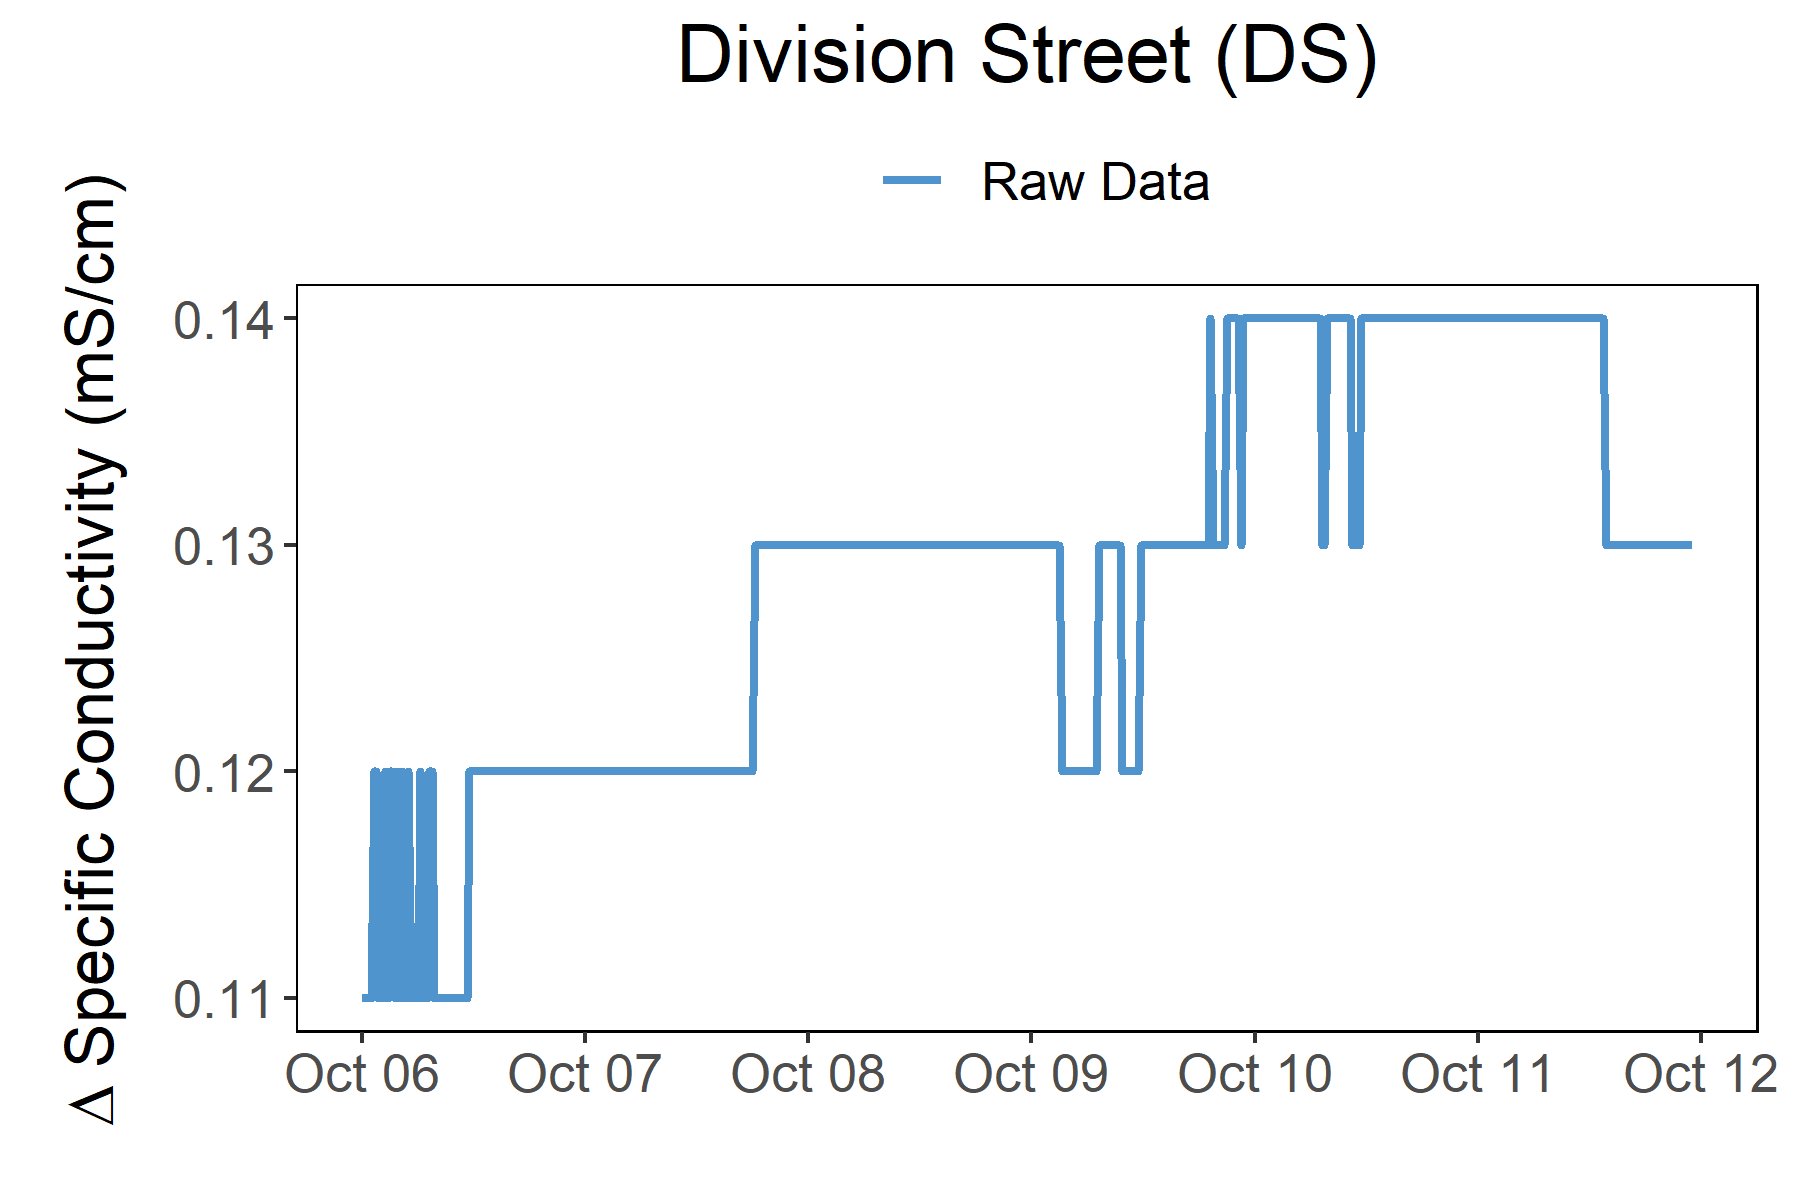 Division Street (DS)
Raw Data
Δ Specific Conductivity (mS/cm)
0.14
0.13
0.12
0.11
Oct 06 Oct 07 Oct 08 Oct 09 Oct 10 Oct 11 Oct 12